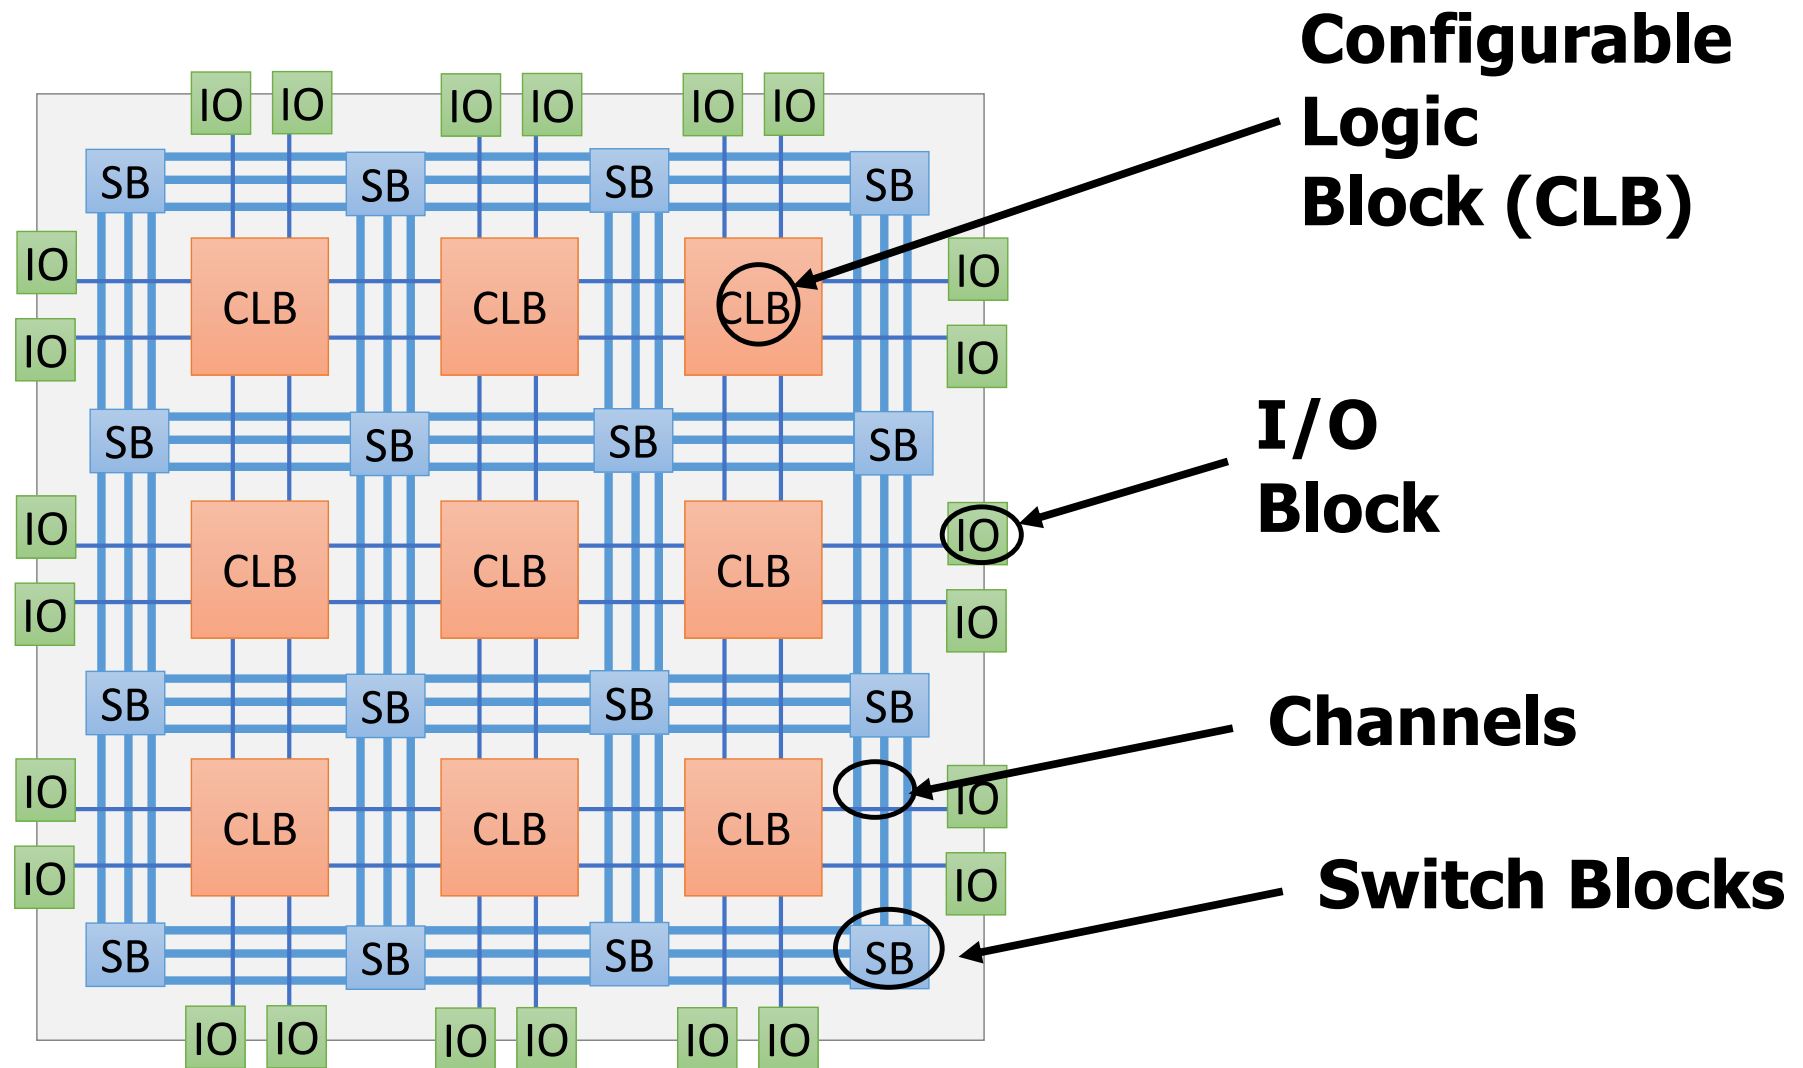 Configurable
Logic
Block (CLB)
IO IO IO IO IO IO
SB SB SB SB
IO IO
CLB CLB CLB
IO IO
I/O
Block
SB SB SB SB
IO IO
CLB CLB CLB
IO IO
Channels
SB SB SB SB
IO IO
CLB CLB CLB
IO IO
Switch Blocks
SB SB SB SB
IO IO IO IO IO IO